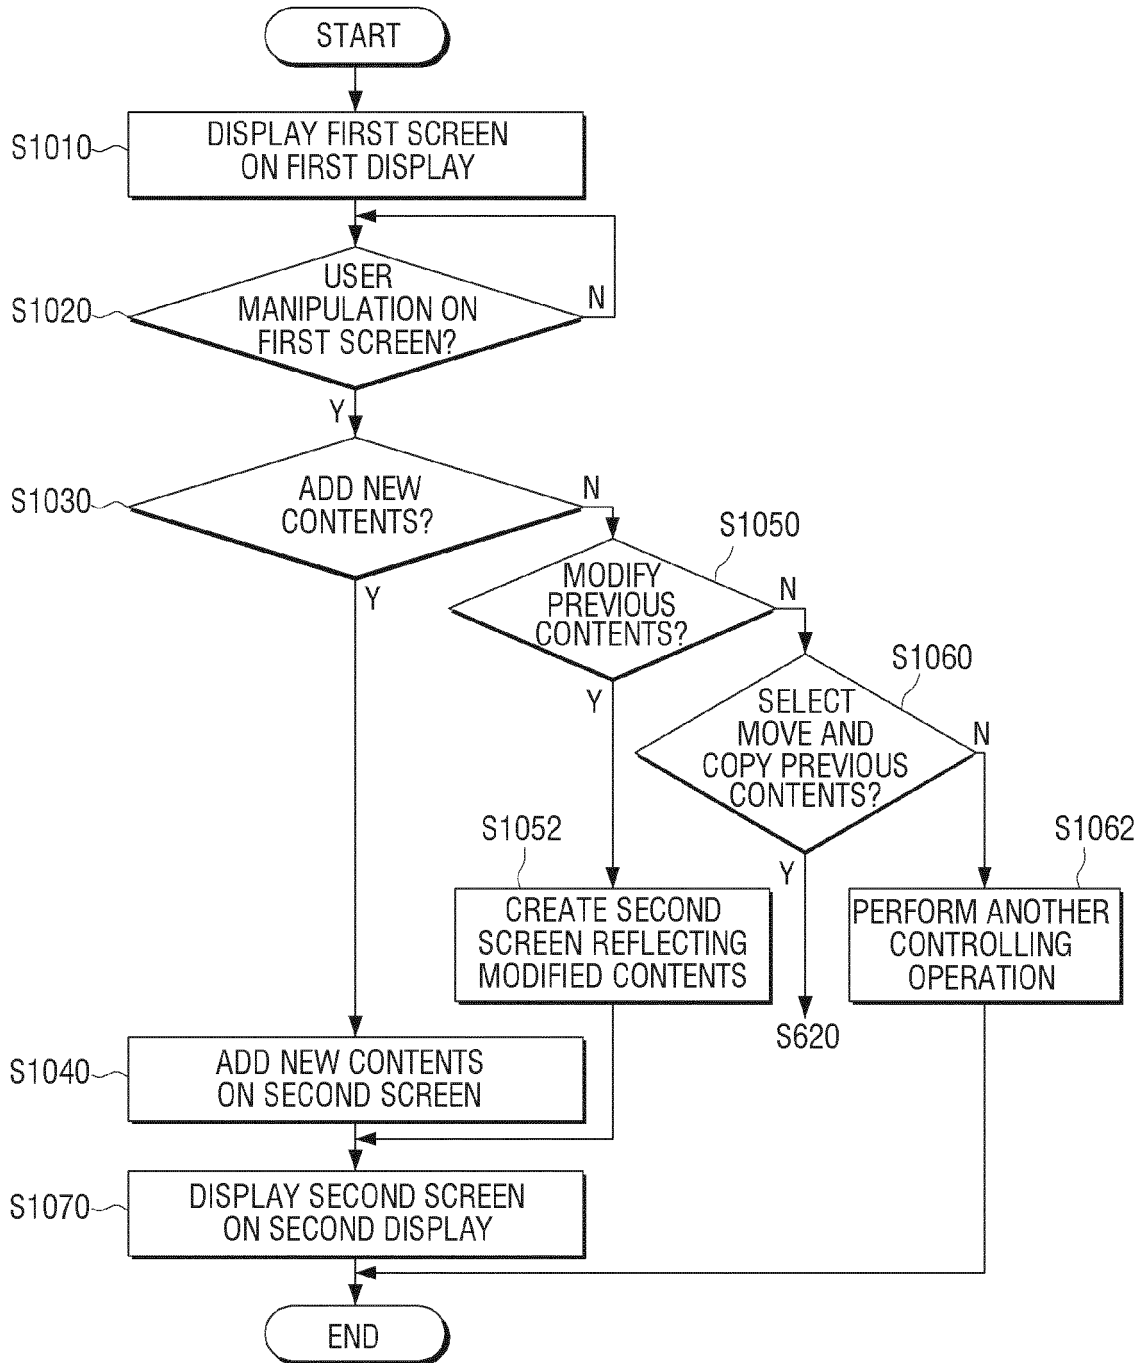 START
S1010
DISPLAY FIRST SCREEN
ON FIRST DISPLAY
S1020
USER
MANIPULATION ON
FIRST SCREEN?
N
Y
S1030
ADD NEW
CONTENTS?
N
Y
S1050
MODIFY
PREVIOUS
CONTENTS?
N
Y
S1060
SELECT
MOVE AND
COPY PREVIOUS
CONTENTS?
N
Y
S620
S1052
CREATE SECOND
SCREEN REFLECTING
MODIFIED CONTENTS
S1062
PERFORM ANOTHER
CONTROLLING
OPERATION
S1040
ADD NEW CONTENTS
ON SECOND SCREEN
S1070
DISPLAY SECOND SCREEN
ON SECOND DISPLAY
END